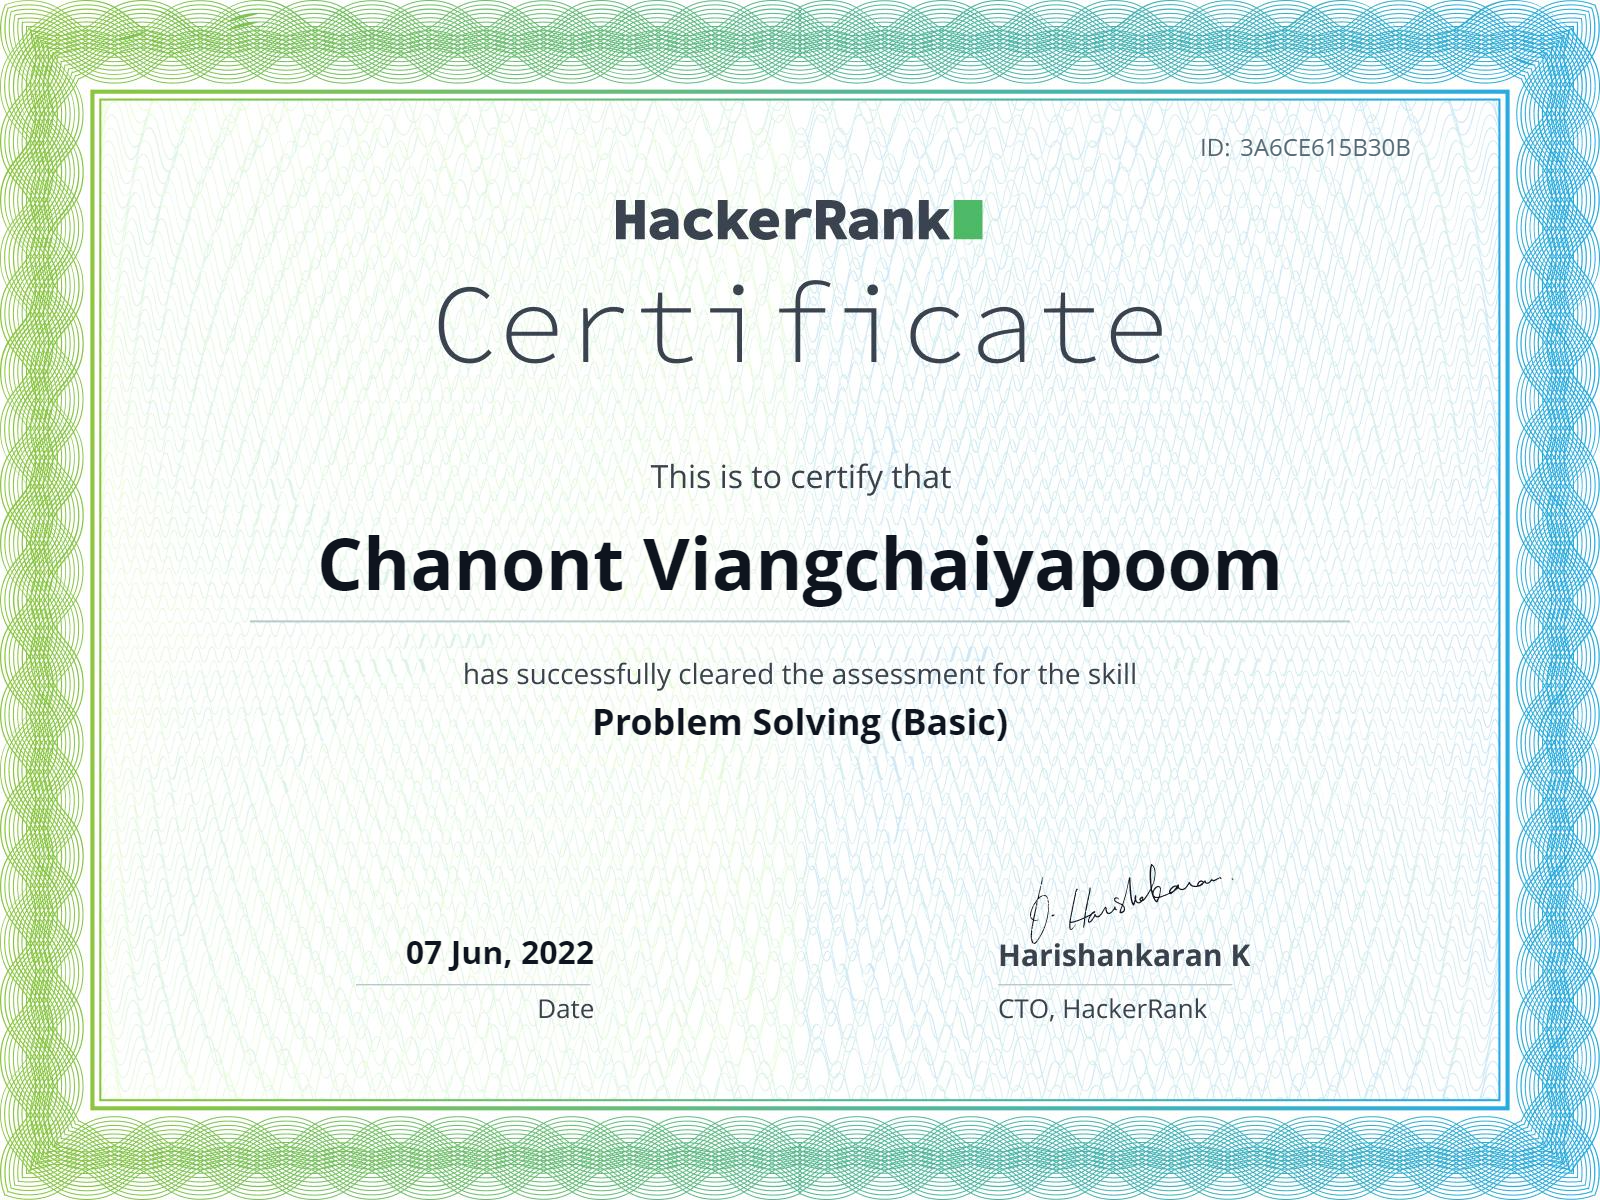 ID: 3A6CE615B30B
HackerRank
Certificate
This is to certify that
Chanont Viangchaiyapoom
has successfully cleared the assessment for the skill
Problem Solving (Basic)
07 Jun, 2022
Date
Harishankaran K
CTO, HackerRank